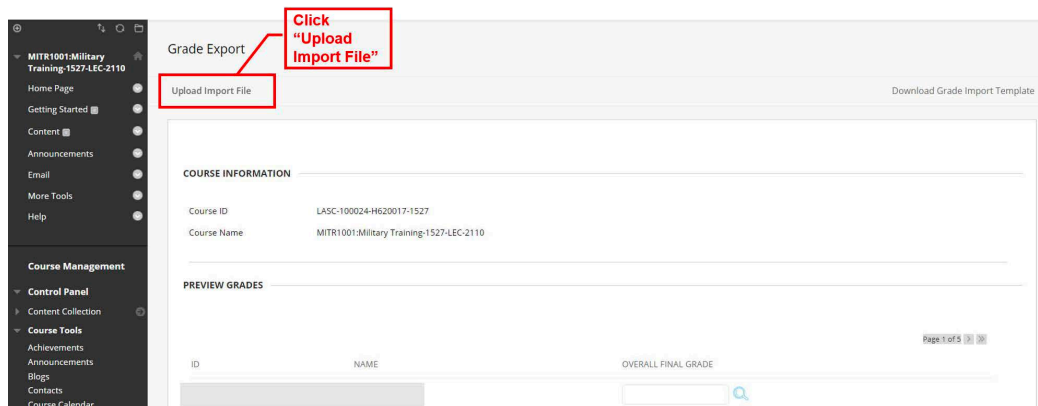 Click
“Upload
Import File”
MITR1001:Military
Training-1527-LEC-2110
Home Page
Getting Started
Content
Announcements
Email
More Tools
Help
Course Management
Control Panel
Content Collection
Course Tools
Achievements
Announcements
Blogs
Contacts
Course Calendar
Grade Export
Upload Import File
Download Grade Import Template
COURSE INFORMATION
Course ID LASC-100024-H620017-1527
Course Name MITR1001:Military Training-1527-LEC-2110
PREVIEW GRADES
Page 1 of 5
ID NAME OVERALL FINAL GRADE